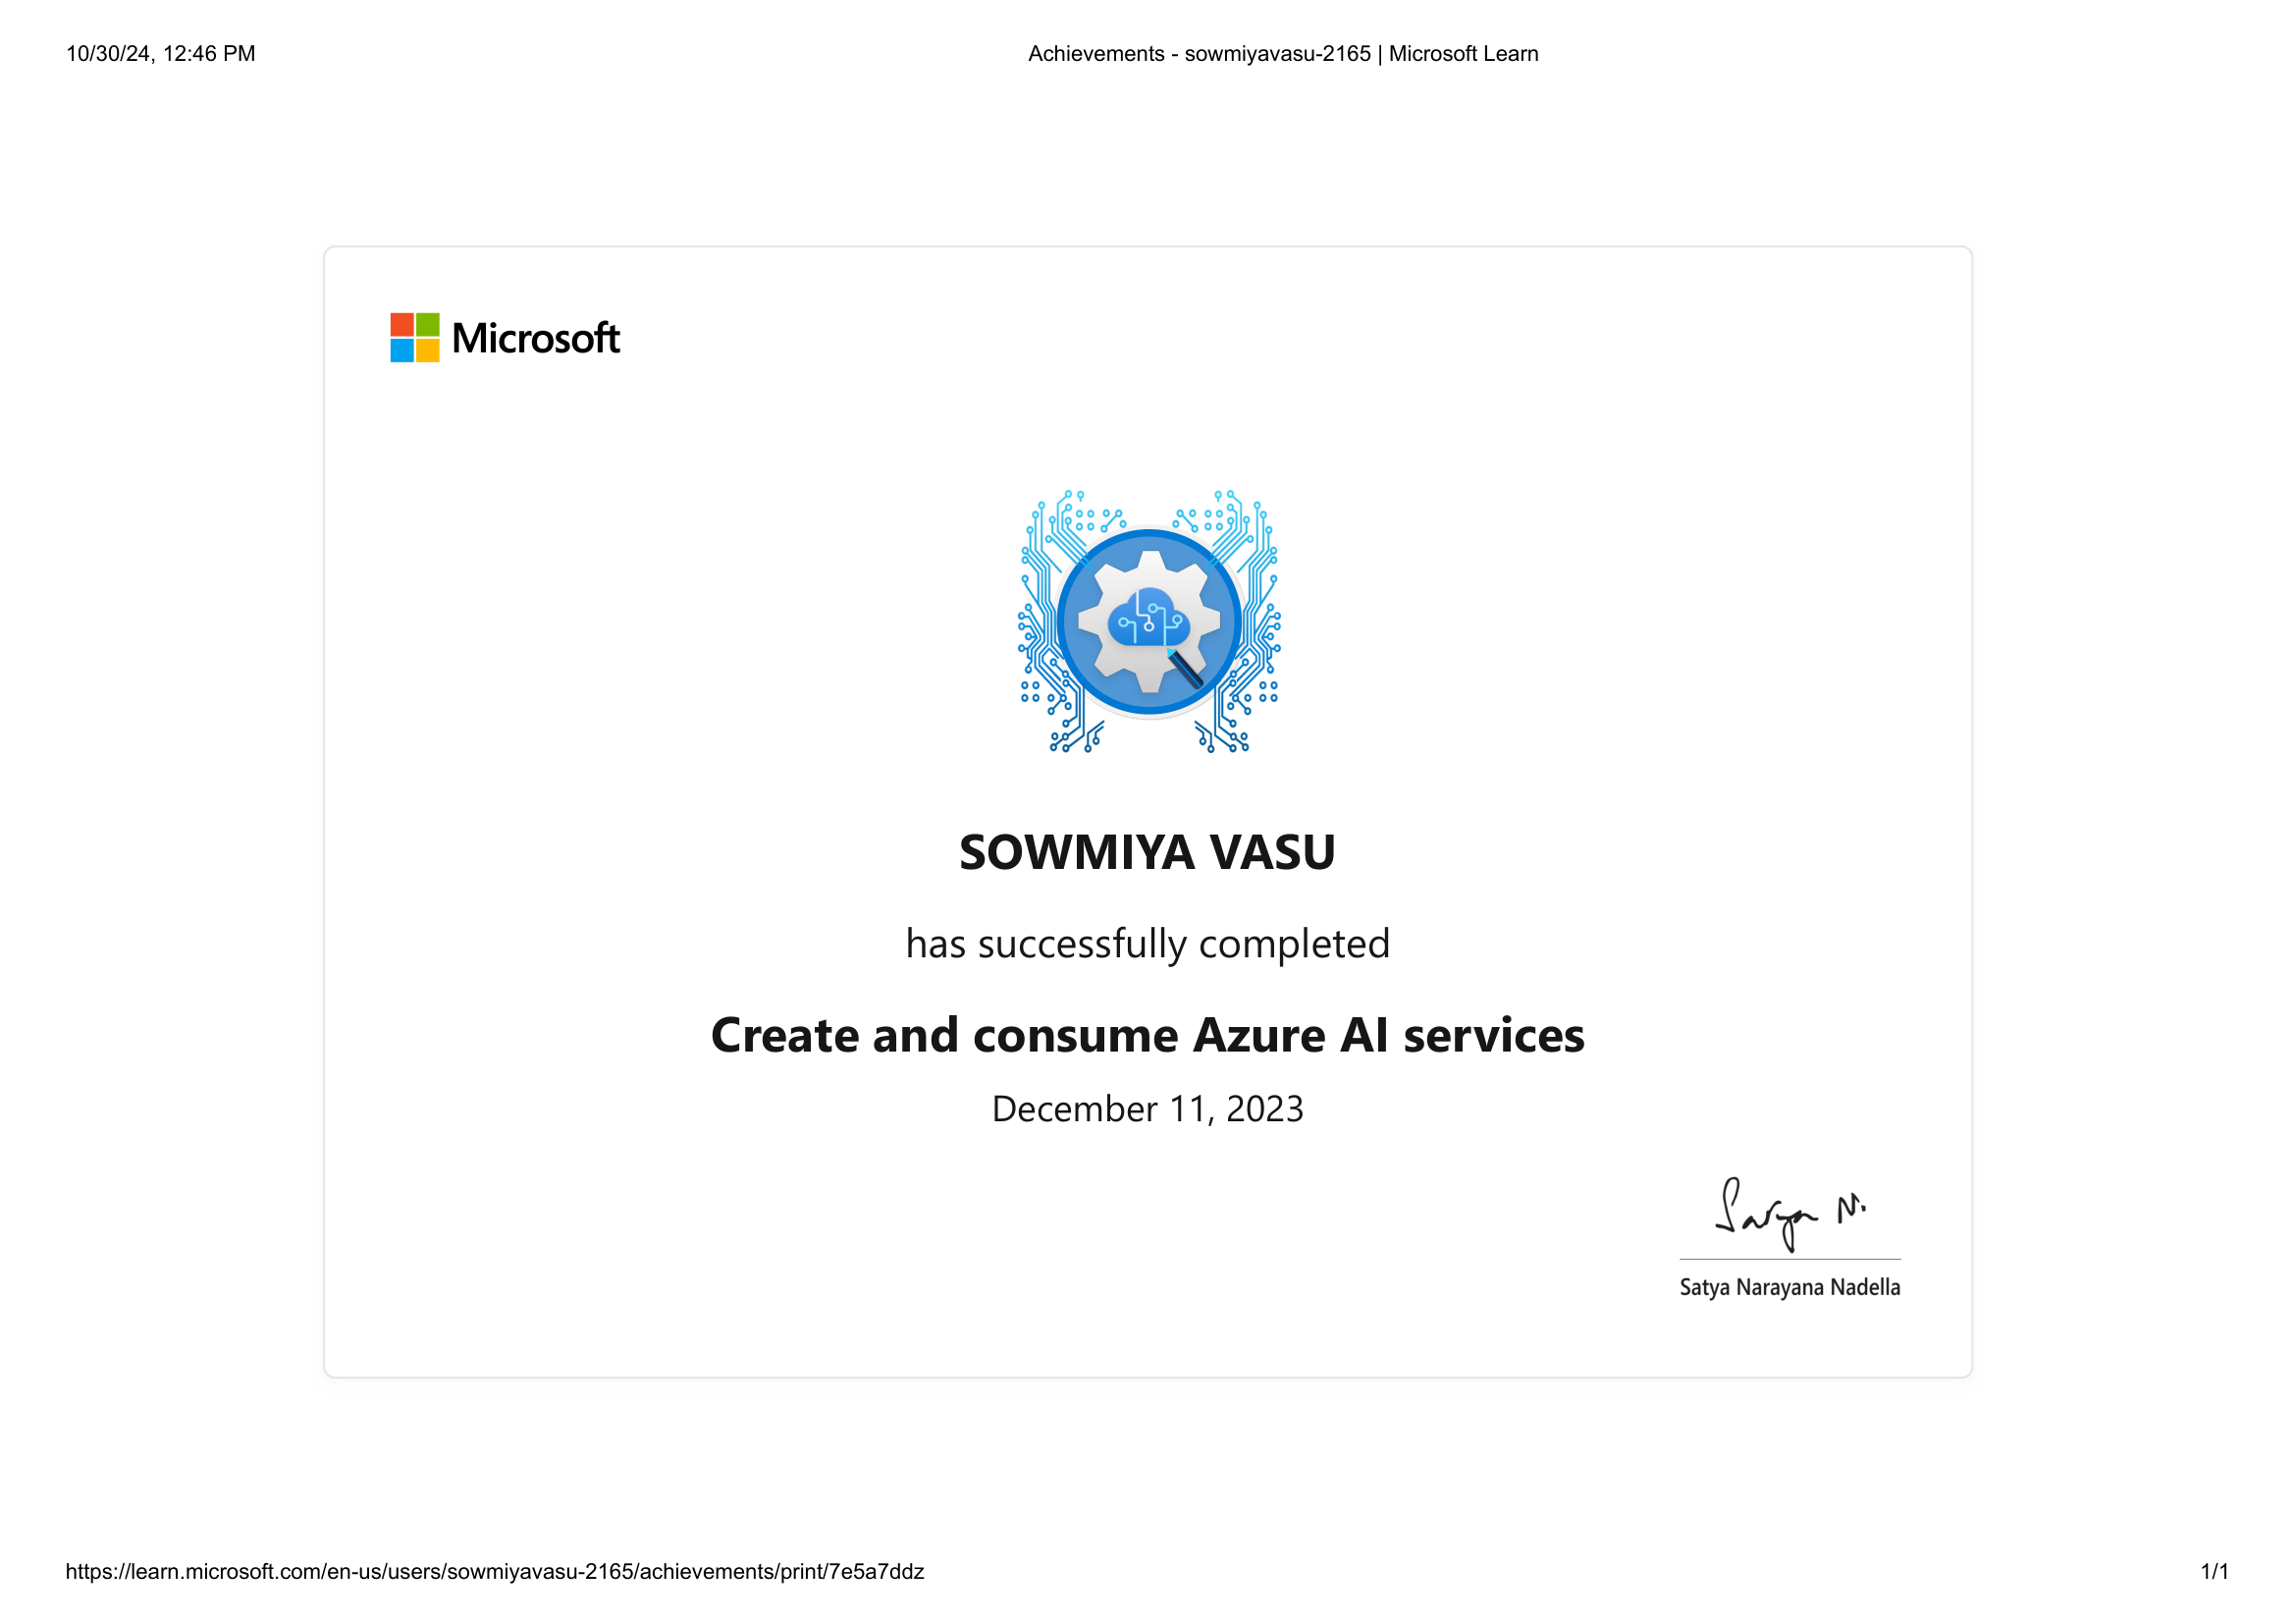 10/30/24, 12:46 PM
Achievements - sowmiyavasu-2165 | Microsoft Learn
Microsoft
SOWMIYA VASU
has successfully completed
Create and consume Azure AI services
December 11, 2023
Satya N.
Satya Narayana Nadella
https://learn.microsoft.com/en-us/users/sowmiyavasu-2165/achievements/print/7e5a7ddz
1/1